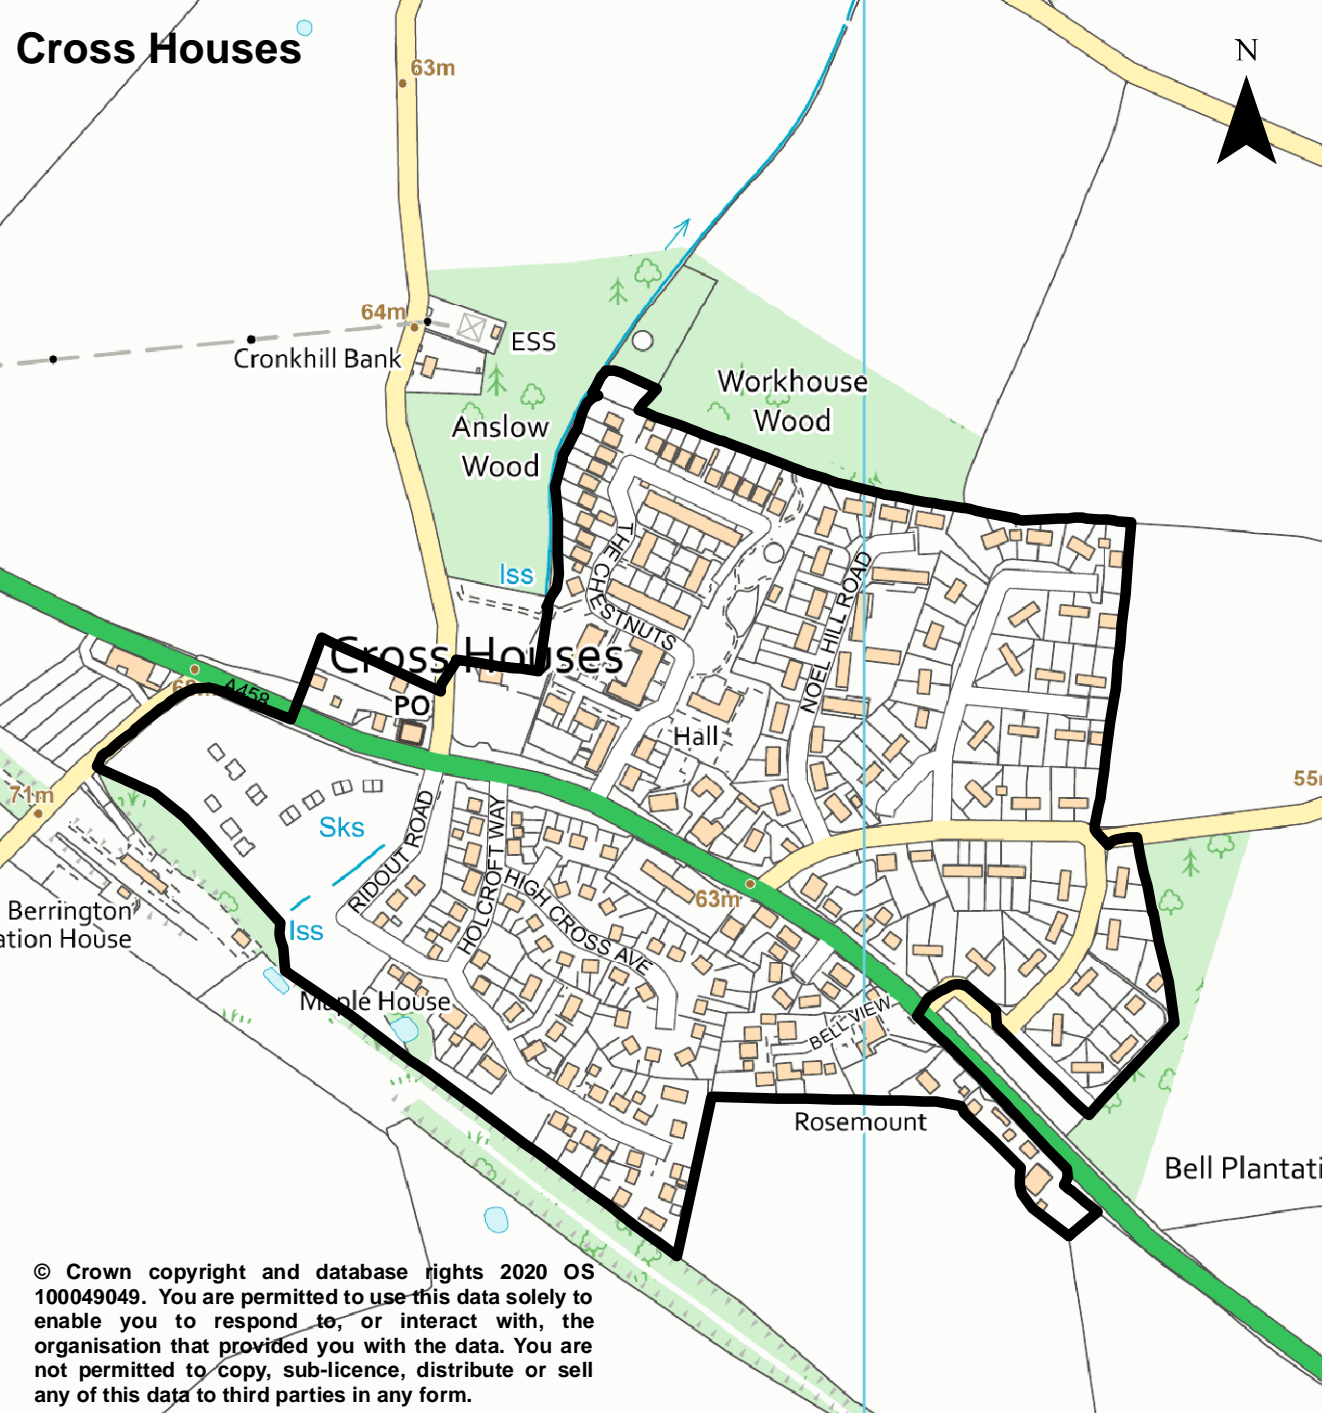 Cross Houses
N
63m
64m
Cronkhill Bank
ESS
Workhouse
Wood
Anslow
Wood
Iss
THE CHESTNUTS
NOEL HILL ROAD
Cross Houses
A458
PO
Hall
71m
55
Sks
RIDOUT ROAD
HOLCROFT WAY
HIGH CROSS AVE
63m
Iss
Berrington
ation House
Maple House
BELL VIEW
Rosemount
Bell Plantati
© Crown copyright and database rights 2020 OS
100049049. You are permitted to use this data solely to
enable you to respond to, or interact with, the
organisation that provided you with the data. You are
not permitted to copy, sub-licence, distribute or sell
any of this data to third parties in any form.